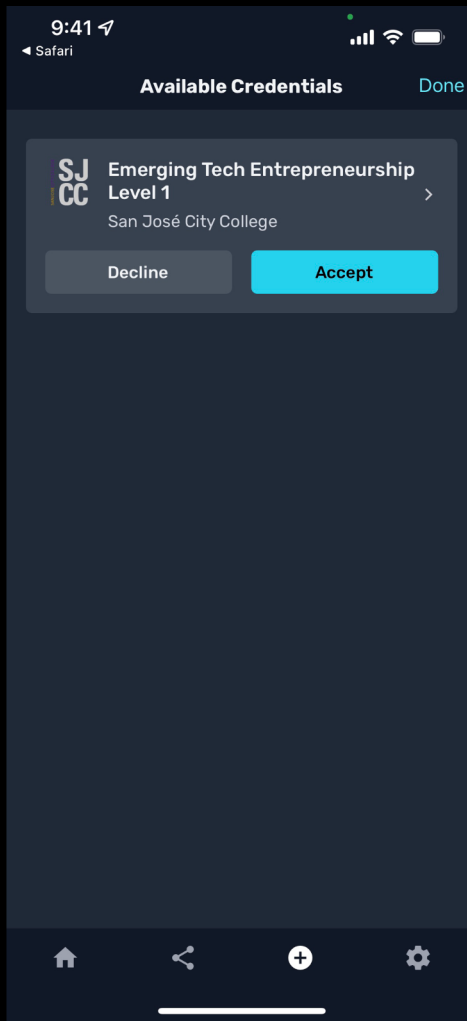 9:41
◄ Safari
Available Credentials
Done
SJ
CC
Emerging Tech Entrepreneurship
Level 1
San José City College
Decline
Accept